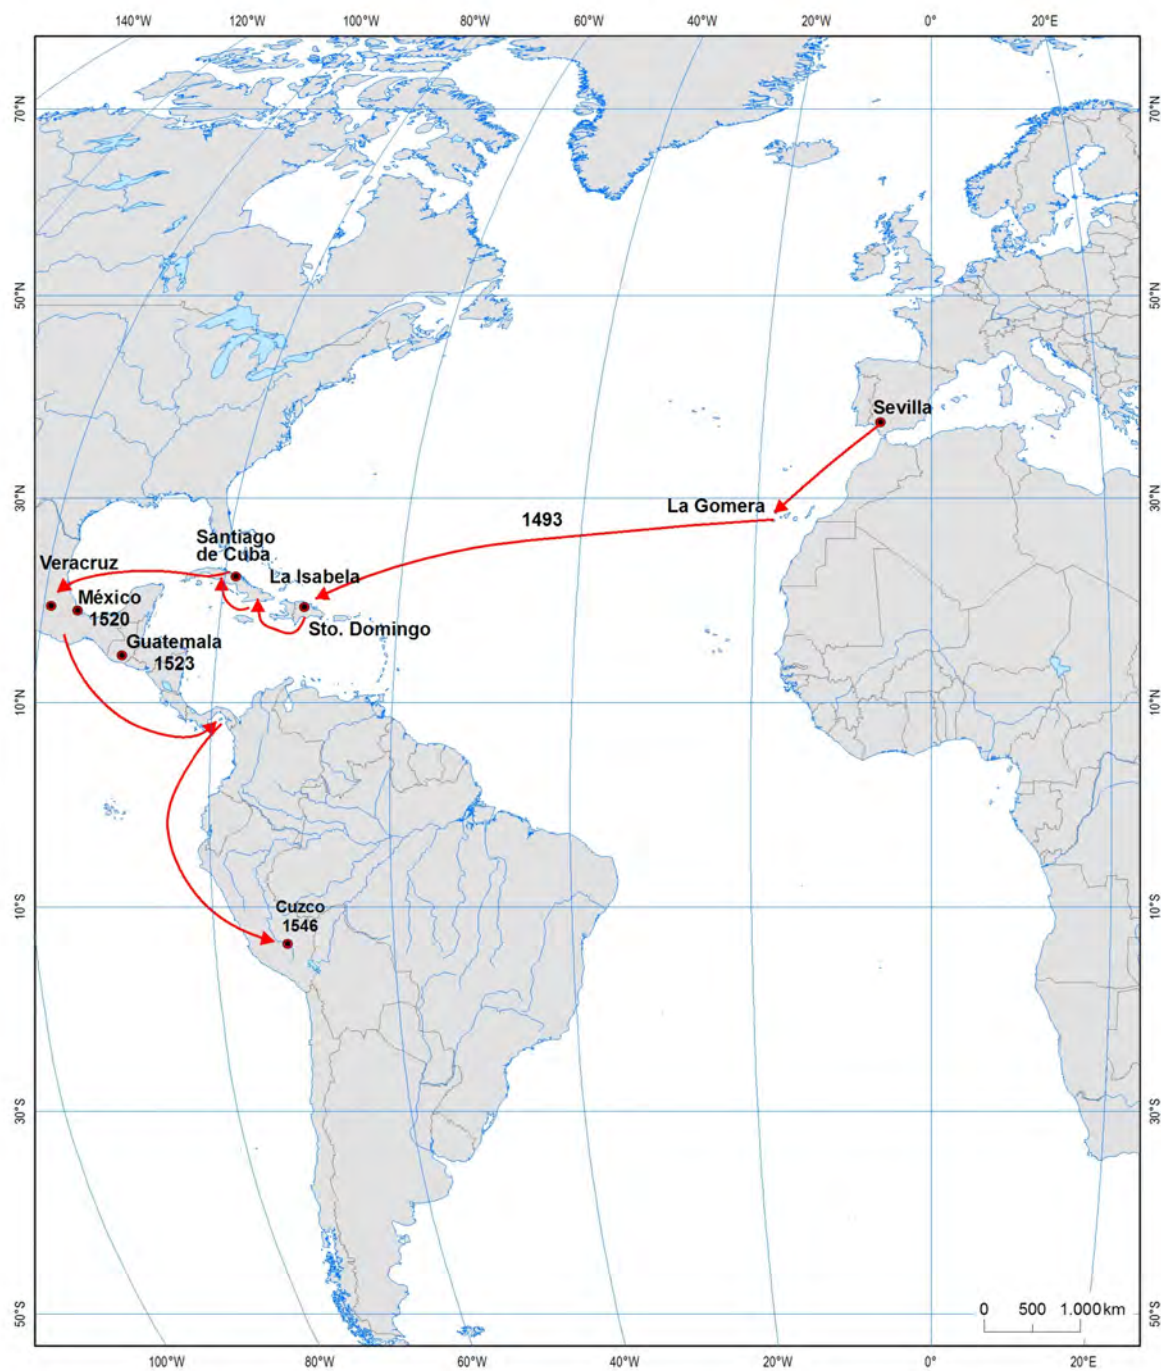 140°W 120°W 100°W 80°W 60°W 40°W 20°W 0° 20°E
70°N 70°N
50°N 50°N
Sevilla
30°N 30°N
La Gomera
1493
Santiago
de Cuba
Veracruz
La Isabela
México
1520
Sto. Domingo
Guatemala
1523
10°N 10°N
Cuzco
1546
10°S 10°S
30°S 30°S
0 500 1.000 km
50°S 50°S
100°W 80°W 60°W 40°W 20°W 0° 20°E